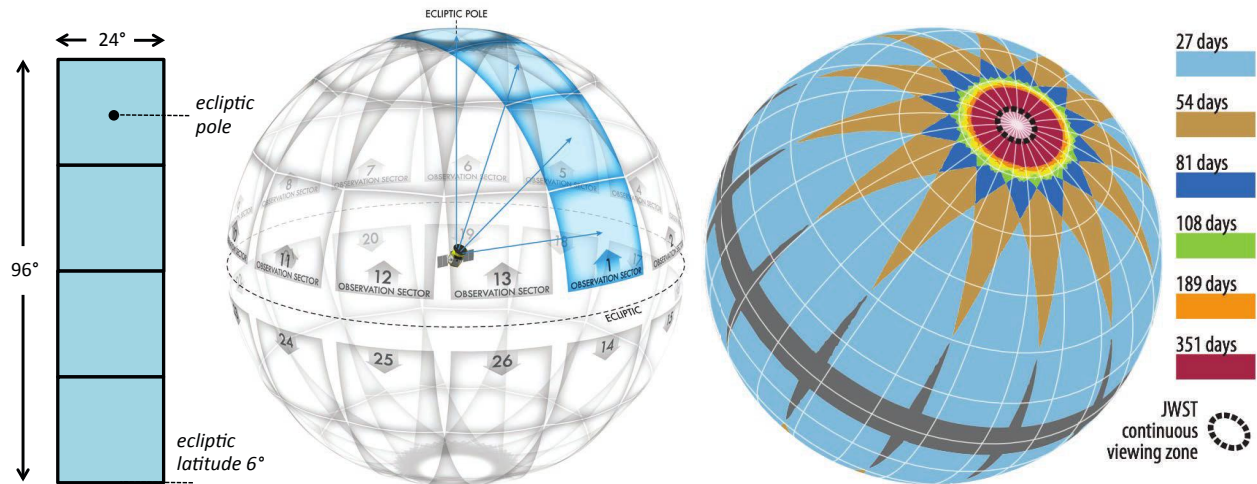 24°
96°
ecliptic
pole
ecliptic
latitude 6°
ECLIPTIC POLE
8
OBSERVATION SECTOR
7
OBSERVATION SECTOR
6
OBSERVATION SECTOR
5
OBSERVATION SECTOR
4
11
OBSERVATION SECTOR
20
12
OBSERVATION SECTOR
19
13
OBSERVATION SECTOR
18
1
OBSERVATION SECTOR
17
2
ECLIPTIC
24
25
26
14
15
27 days
54 days
81 days
108 days
189 days
351 days
JWST
continuous
viewing zone